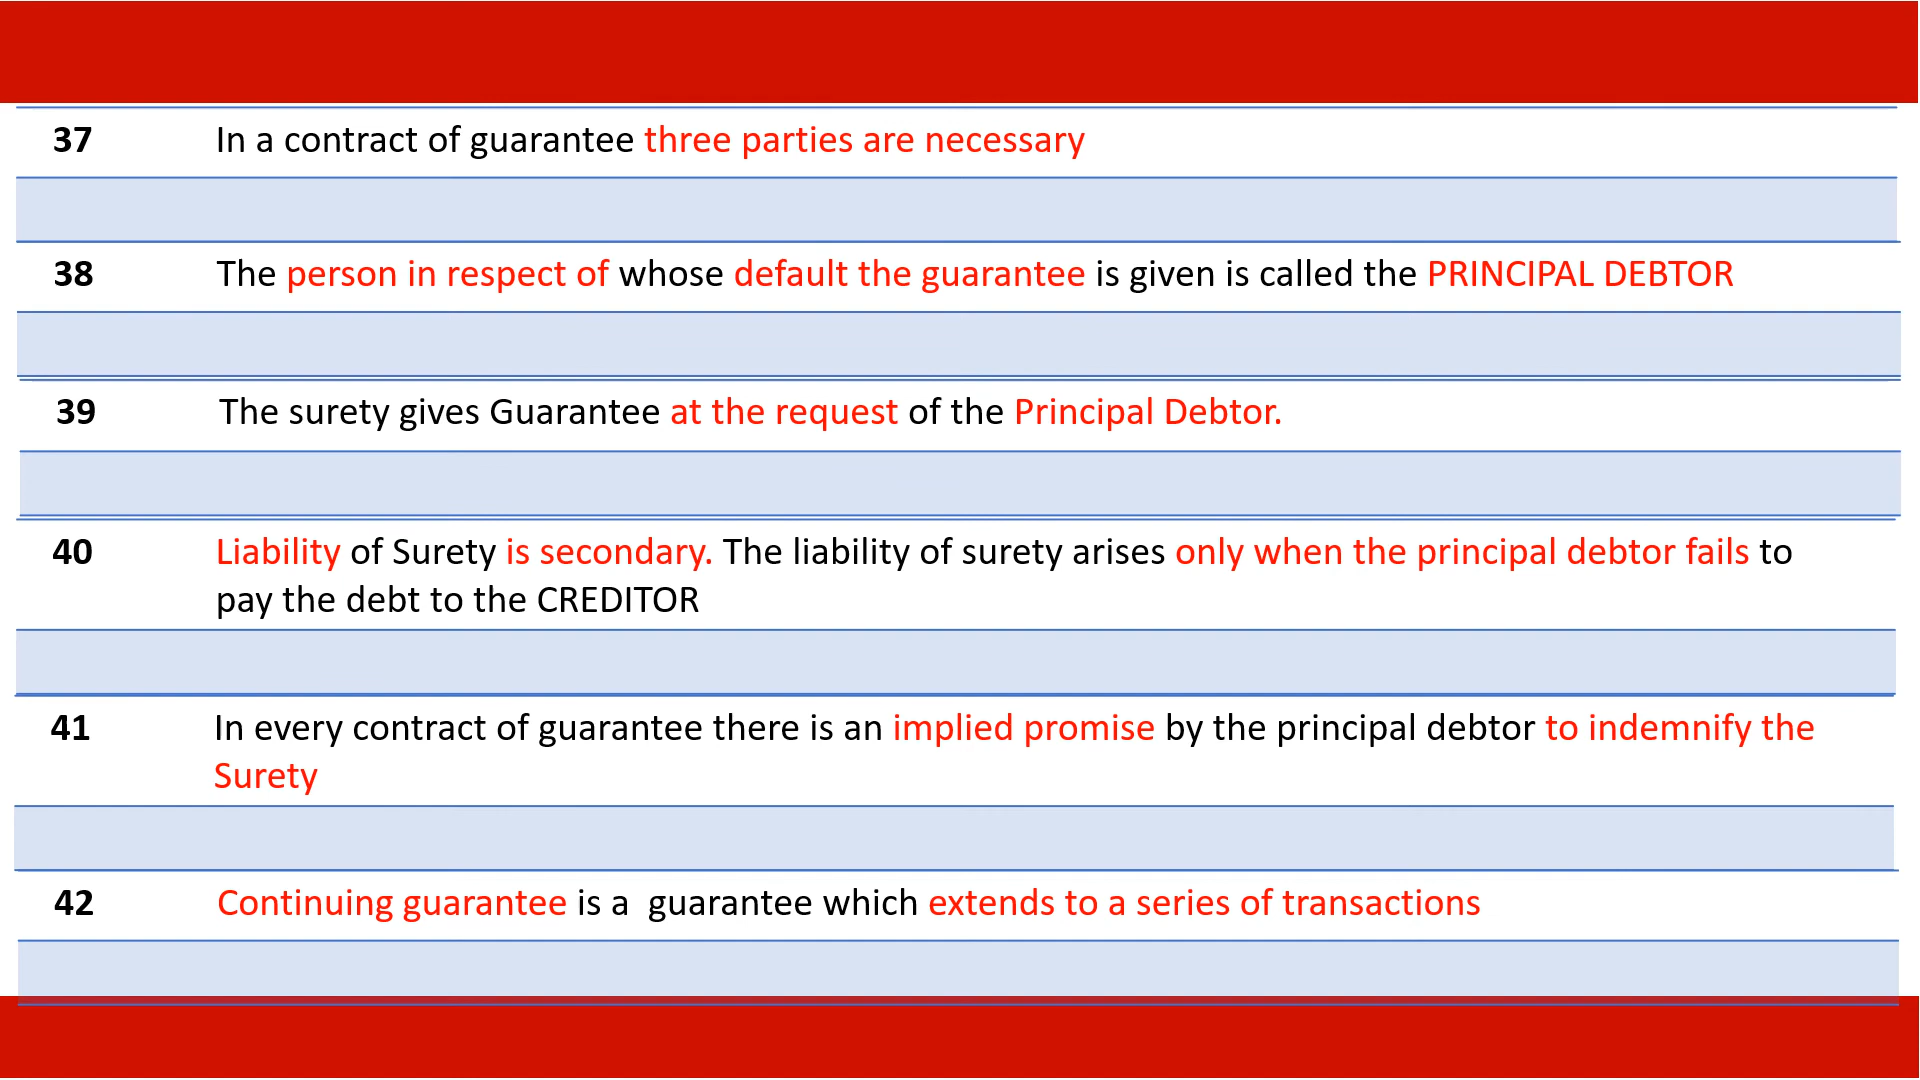 37 In a contract of guarantee three parties are necessary
38 The person in respect of whose default the guarantee is given is called the PRINCIPAL DEBTOR
39 The surety gives Guarantee at the request of the Principal Debtor.
40 Liability of Surety is secondary. The liability of surety arises only when the principal debtor fails to
pay the debt to the CREDITOR
41 In every contract of guarantee there is an implied promise by the principal debtor to indemnify the
Surety
42 Continuing guarantee is a  guarantee which extends to a series of transactions